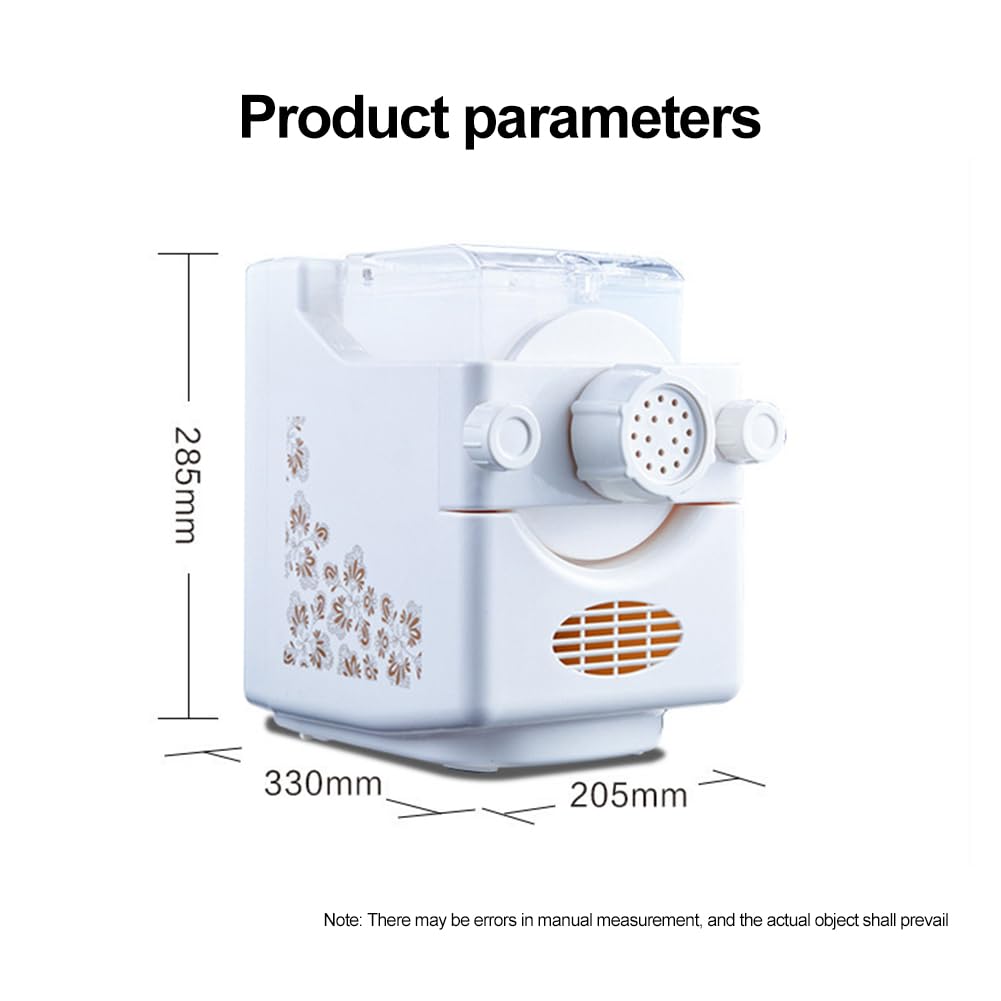 Product parameters
285mm
330mm
205mm
Note: There may be errors in manual measurement, and the actual object shall prevail